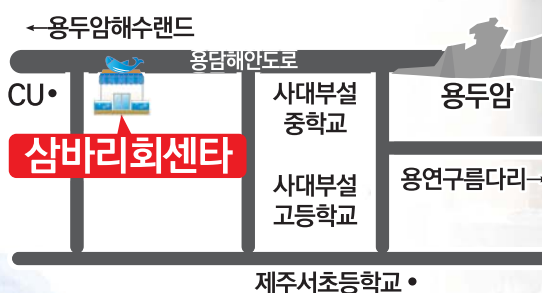 ←용두암해수랜드
용담해안도로
CU•
사대부설
중학교
용두암
삼바리회센타
사대부설
고등학교
용연구름다리→
제주서초등학교 •